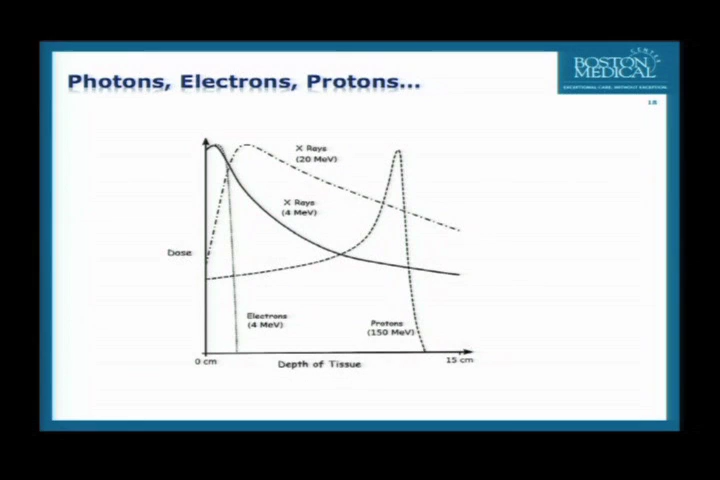 Photons, Electrons, Protons...
BOSTON
MEDICAL
CENTER
EXCEPTIONAL CARE. WITHOUT EXCEPTION.
18
X Rays
(20 MeV)
X Rays
(4 MeV)
Dose
Electrons
(4 MeV)
Protons
(150 MeV)
0 cm
Depth of Tissue
15 cm